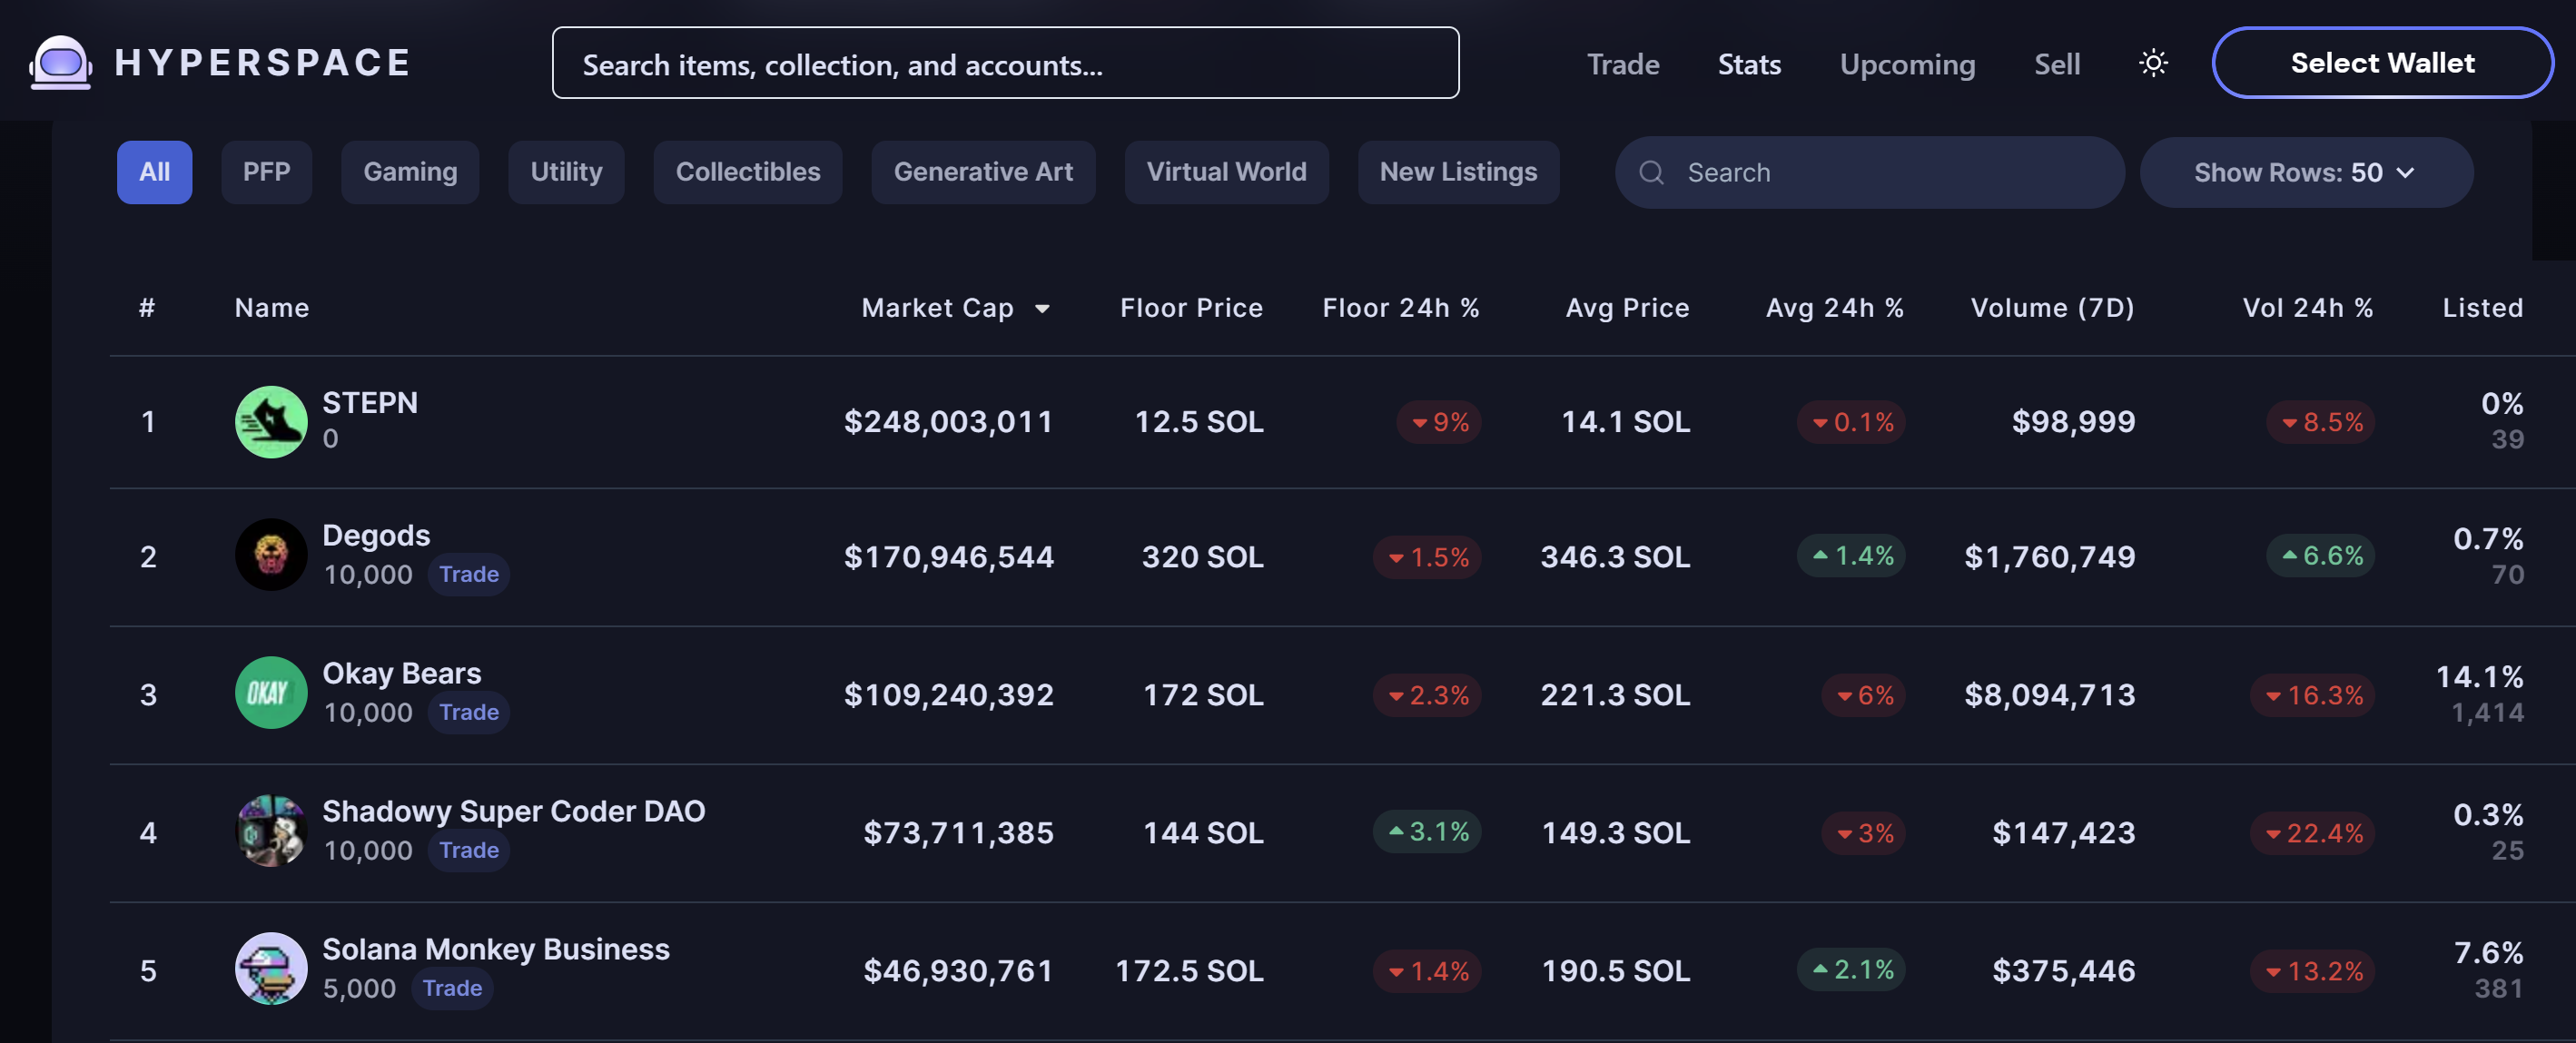 HYPERSPACE
Search items, collection, and accounts...
Trade Stats Upcoming Sell Select Wallet
All PFP Gaming Utility Collectibles Generative Art Virtual World New Listings Search Show Rows: 50
# Name Market Cap Floor Price Floor 24h % Avg Price Avg 24h % Volume (7D) Vol 24h % Listed
1 STEPN $248,003,011 12.5 SOL 9% 14.1 SOL 0.1% $98,999 8.5% 0%
0 39
2 Degods $170,946,544 320 SOL 1.5% 346.3 SOL 1.4% $1,760,749 6.6% 0.7%
10,000 Trade 70
OKAY
3 Okay Bears $109,240,392 172 SOL 2.3% 221.3 SOL 6% $8,094,713 16.3% 14.1%
10,000 Trade 1,414
4 Shadowy Super Coder DAO $73,711,385 144 SOL 3.1% 149.3 SOL 3% $147,423 22.4% 0.3%
10,000 Trade 25
5 Solana Monkey Business $46,930,761 172.5 SOL 1.4% 190.5 SOL 2.1% $375,446 13.2% 7.6%
5,000 Trade 381